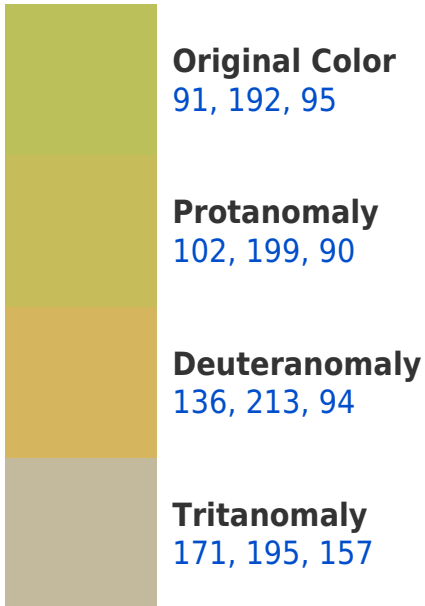 Original Color
91, 192, 95
Protanomaly
102, 199, 90
Deuteranomaly
136, 213, 94
Tritanomaly
171, 195, 157